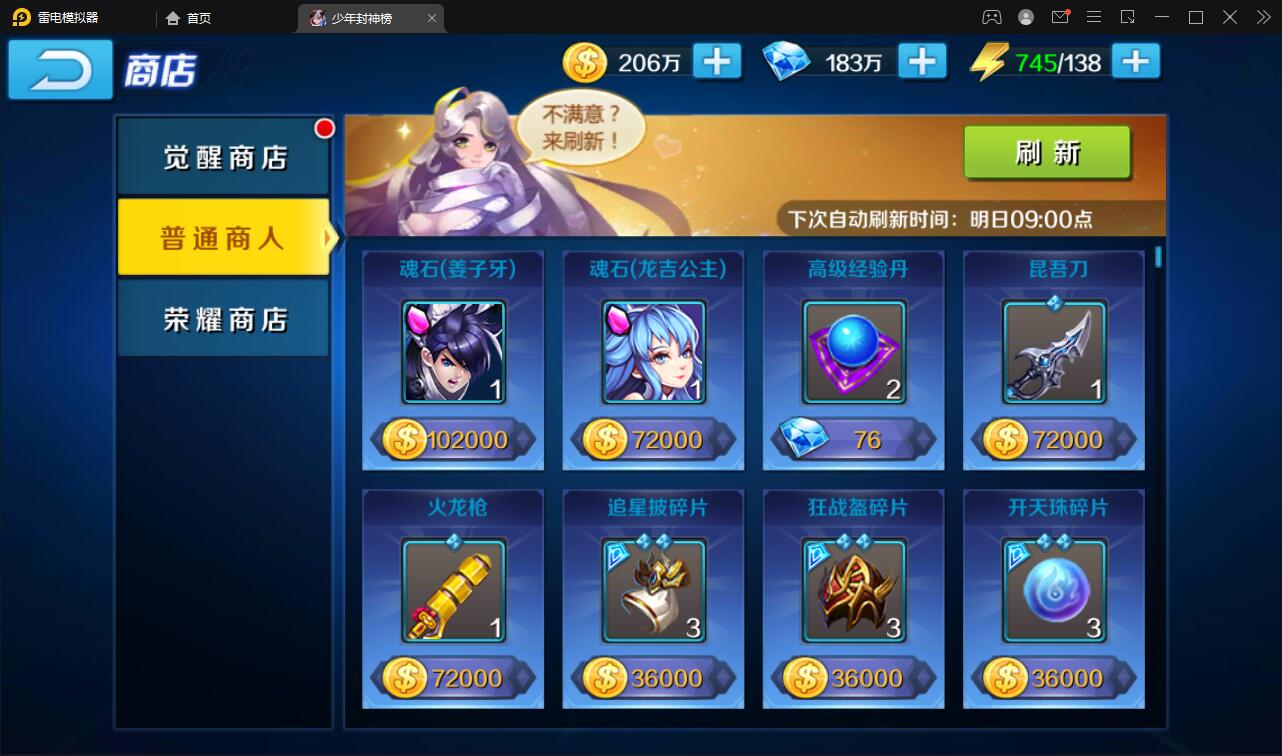 雷电模拟器
首页
少年封神榜
商店
206万
183万
745/138
觉醒商店
普通商人
荣耀商店
不满意？
来刷新！
刷新
下次自动刷新时间：明日09:00点
魂石(姜子牙)
魂石(龙吉公主)
高级经验丹
昆吾刀
1
1
2
1
102000
72000
76
72000
火龙枪
追星披碎片
狂战盔碎片
开天珠碎片
1
3
3
3
72000
36000
36000
36000